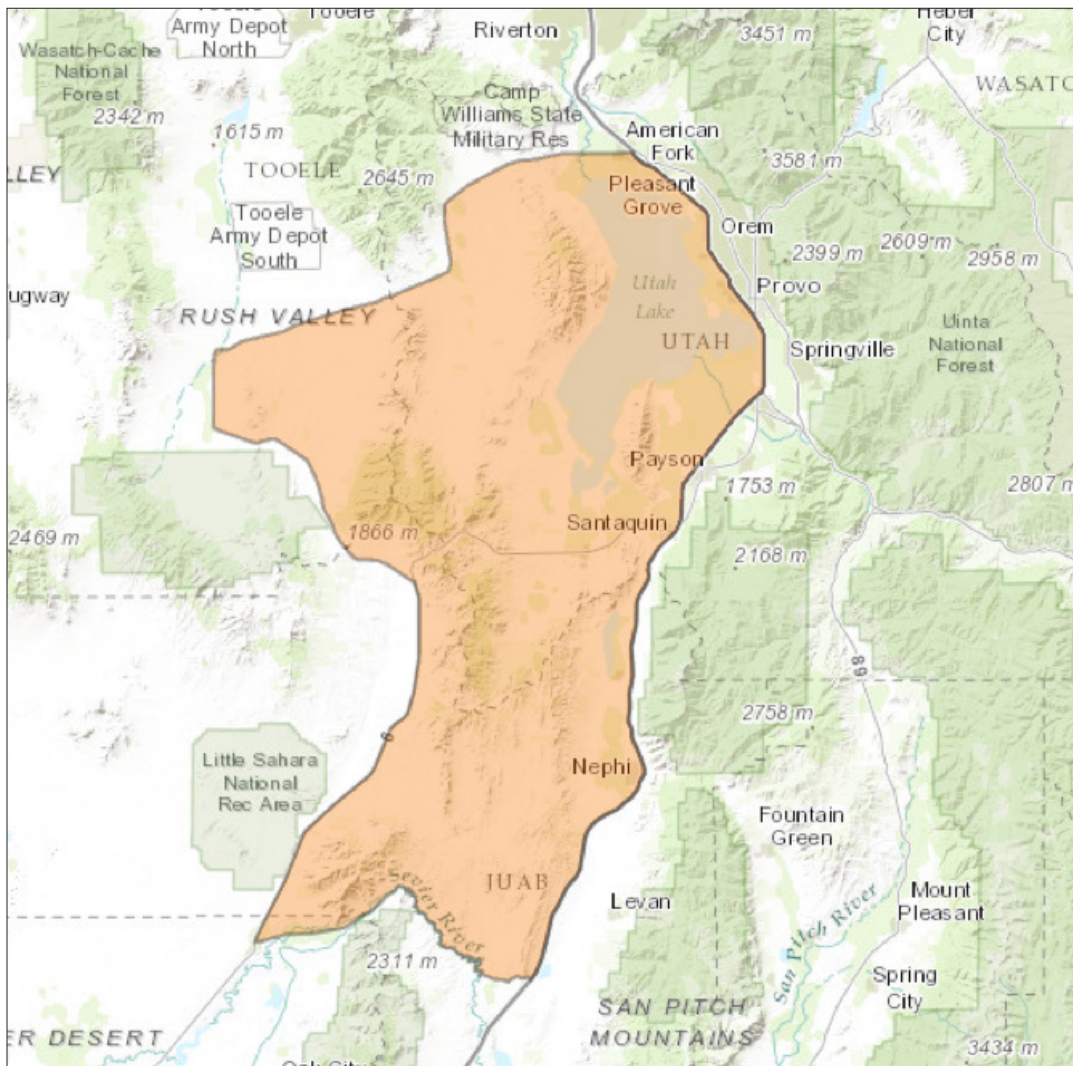 Army Depot
North
Tooele
Riverton
3451 m
Heber
City
Wasatch-Cache
National
Forest
2342 m
1615 m
Camp
Williams State
Military Res
American
Fork
WASATC
TOOELE
2645 m
3581 m
LLEY
Pleasant
Grove
Tooele
Army Depot
South
Orem
2399 m
2609 m
2958 m
ugway
RUSH VALLEY
Utah
Lake
Provo
UTAH
Springville
Uinta
National
Forest
Payson
1753 m
2807 m
2469 m
1866 m
Santaquin
2168 m
89
2758 m
6
Little Sahara
National
Rec Area
Nephi
Fountain
Green
JUAB
Sevier River
Levan
Mount
Pleasant
San Pitch River
2311 m
Spring
City
SAN PITCH
MOUNTAINS
ER DESERT
3434 m
Oak City